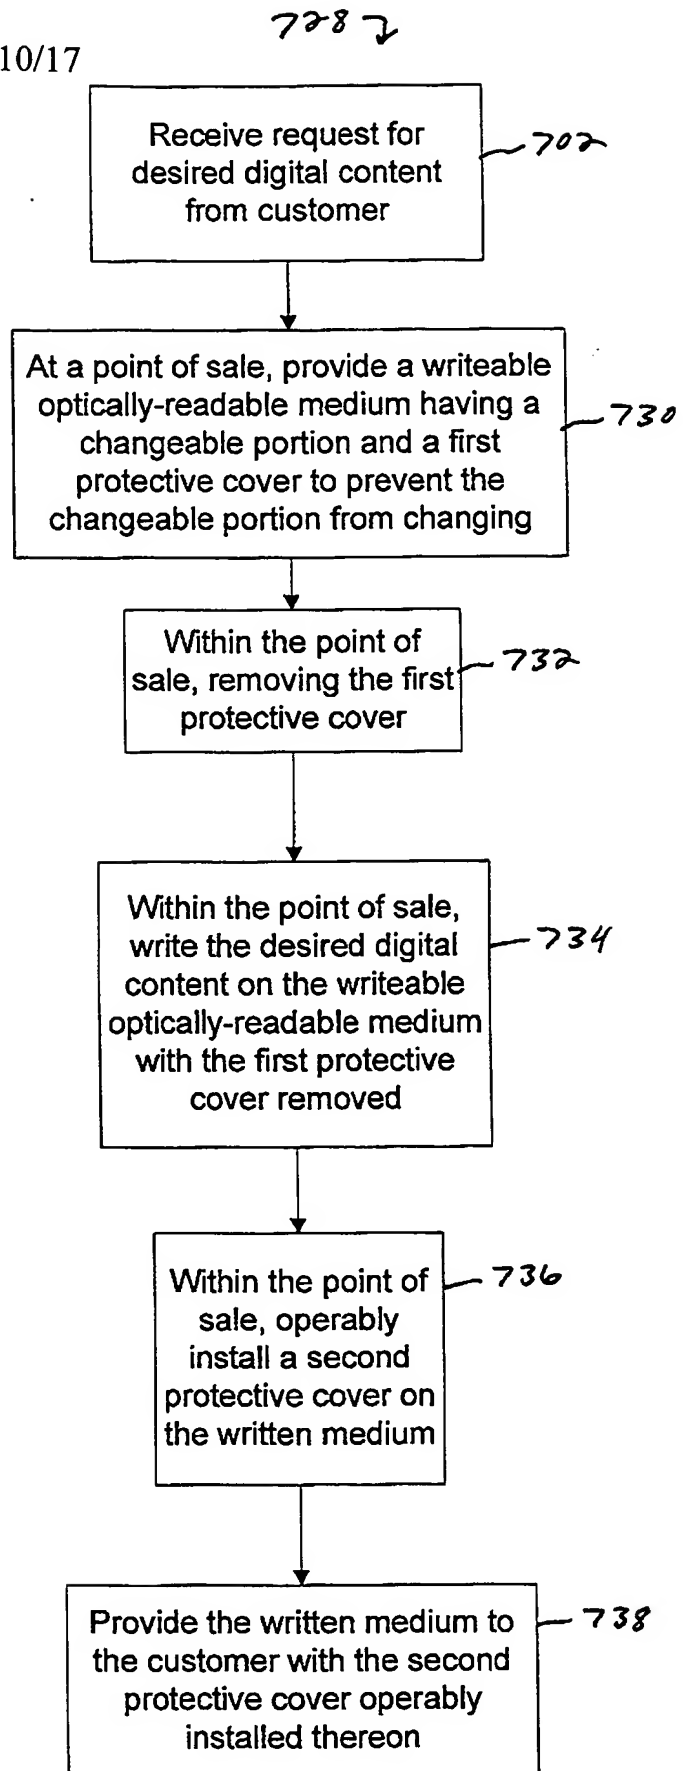 728
10/17
Receive request for
desired digital content
from customer
702
At a point of sale, provide a writeable
optically-readable medium having a
changeable portion and a first
protective cover to prevent the
changeable portion from changing
730
Within the point of
sale, removing the first
protective cover
732
Within the point of sale,
write the desired digital
content on the writeable
optically-readable medium
with the first protective
cover removed
734
Within the point of
sale, operably
install a second
protective cover on
the written medium
736
Provide the written medium to
the customer with the second
protective cover operably
installed thereon
738